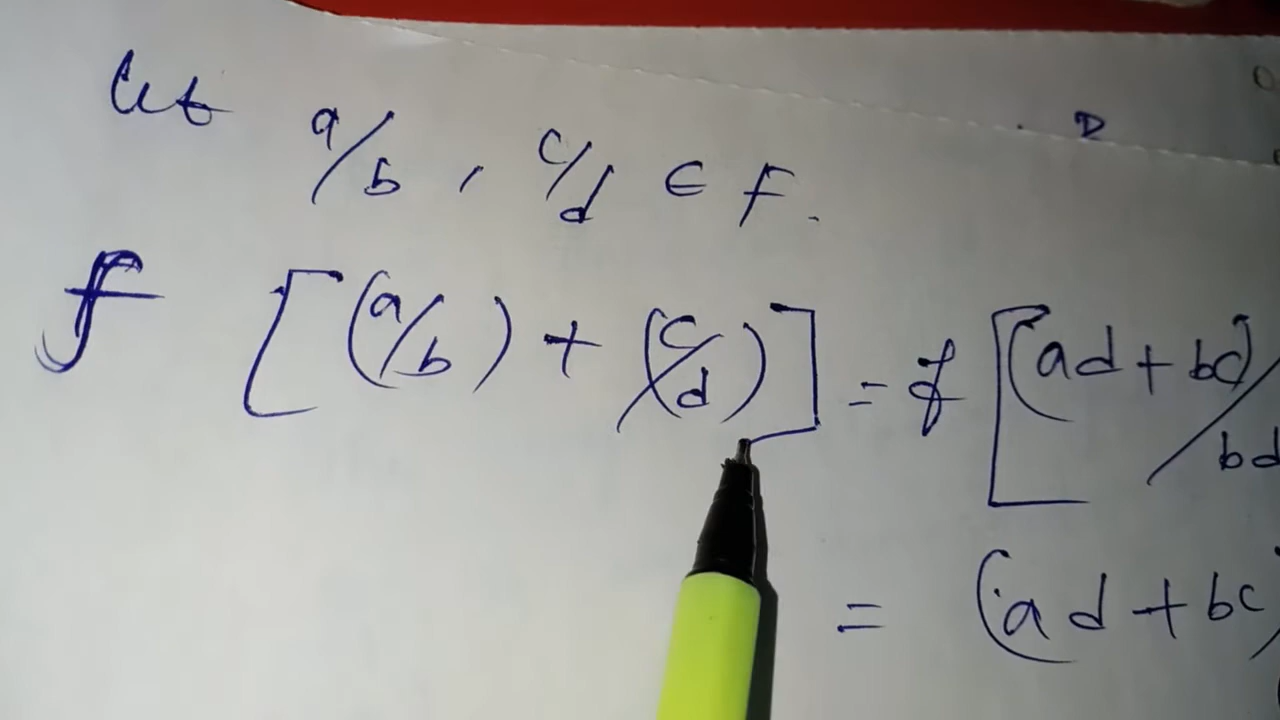 Let a/b, c/d ∈ F.
f [(a/b) + (c/d)] = f [(ad + bc)/bd
= (ad + bc)